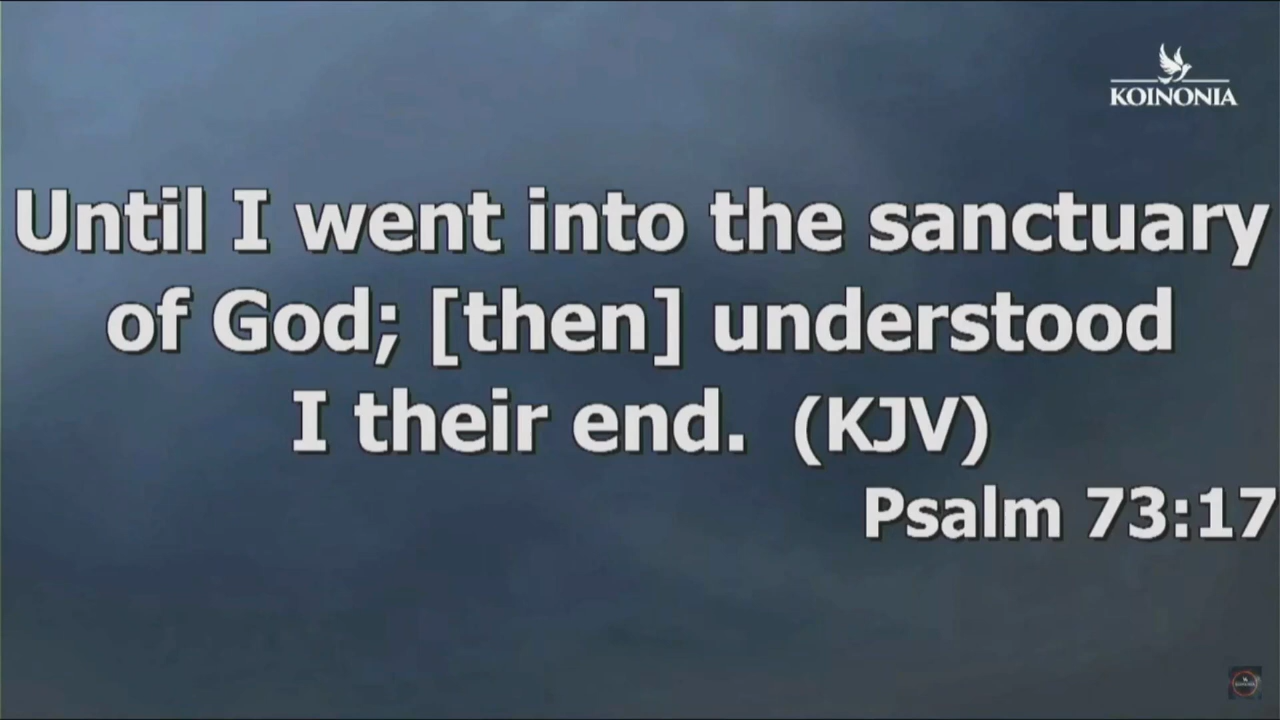 KOINONIA
Until I went into the sanctuary
of God; [then] understood
I their end. (KJV)
Psalm 73:17